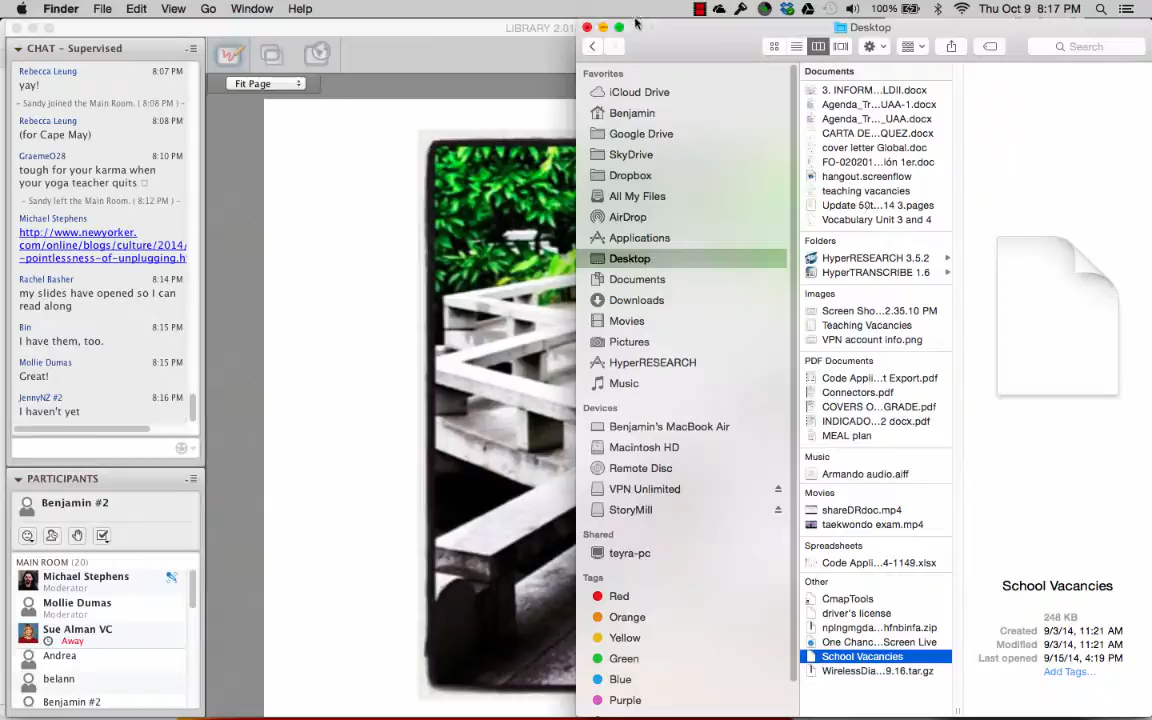 Finder File Edit View Go Window Help
100% Thu Oct 9 8:17 PM
LIBRARY 2.01
CHAT - Supervised
Rebecca Leung 8:07 PM
yay!
- Sandy joined the Main Room. ( 8:08 PM ) -
Rebecca Leung 8:08 PM
(for Cape May)
GraemeO28 8:10 PM
tough for your karma when
your yoga teacher quits
- Sandy left the Main Room. ( 8:12 PM ) -
Michael Stephens
http://www.newyorker.
com/online/blogs/culture/2014/
-pointlessness-of-unplugging.h
Rachel Basher 8:14 PM
my slides have opened so I can
read along
Bin 8:15 PM
I have them, too.
Mollie Dumas 8:15 PM
Great!
JennyNZ #2 8:16 PM
I haven't yet
PARTICIPANTS
Benjamin #2
MAIN ROOM (20)
Michael Stephens
Moderator
Mollie Dumas
Moderator
Sue Alman VC
Away
Andrea
belann
Benjamin #2
Fit Page
Desktop
Search
Favorites
iCloud Drive
Benjamin
Google Drive
SkyDrive
Dropbox
All My Files
AirDrop
Applications
Desktop
Documents
Downloads
Movies
Pictures
HyperRESEARCH
Music
Devices
Benjamin's MacBook Air
Macintosh HD
Remote Disc
VPN Unlimited
StoryMill
Shared
teyra-pc
Tags
Red
Orange
Yellow
Green
Blue
Purple
Documents
3. INFORM...LDII.docx
Agenda_Tr...UAA-1.docx
Agenda_Tr..._UAA.docx
CARTA DE...QUEZ.docx
cover letter Global.doc
FO-020201...ión 1er.doc
hangout.screenflow
teaching vacancies
Update 50t...14 3.pages
Vocabulary Unit 3 and 4
Folders
HyperRESEARCH 3.5.2
HyperTRANSCRIBE 1.6
Images
Screen Sho...2.35.10 PM
Teaching Vacancies
VPN account info.png
PDF Documents
Code Appli...t Export.pdf
Connectors.pdf
COVERS O...GRADE.pdf
INDICADO...2 docx.pdf
MEAL plan
Music
Armando audio.aiff
Movies
shareDRdoc.mp4
taekwondo exam.mp4
Spreadsheets
Code Appli...4-1149.xlsx
Other
CmapTools
driver's license
nplngmgda...hfnbinfa.zip
One Chanc...Screen Live
School Vacancies
WirelessDia...9.16.tar.gz
School Vacancies
248 KB
Created 9/3/14, 11:21 AM
Modified 9/3/14, 11:21 AM
Last opened 9/15/14, 4:19 PM
Add Tags...